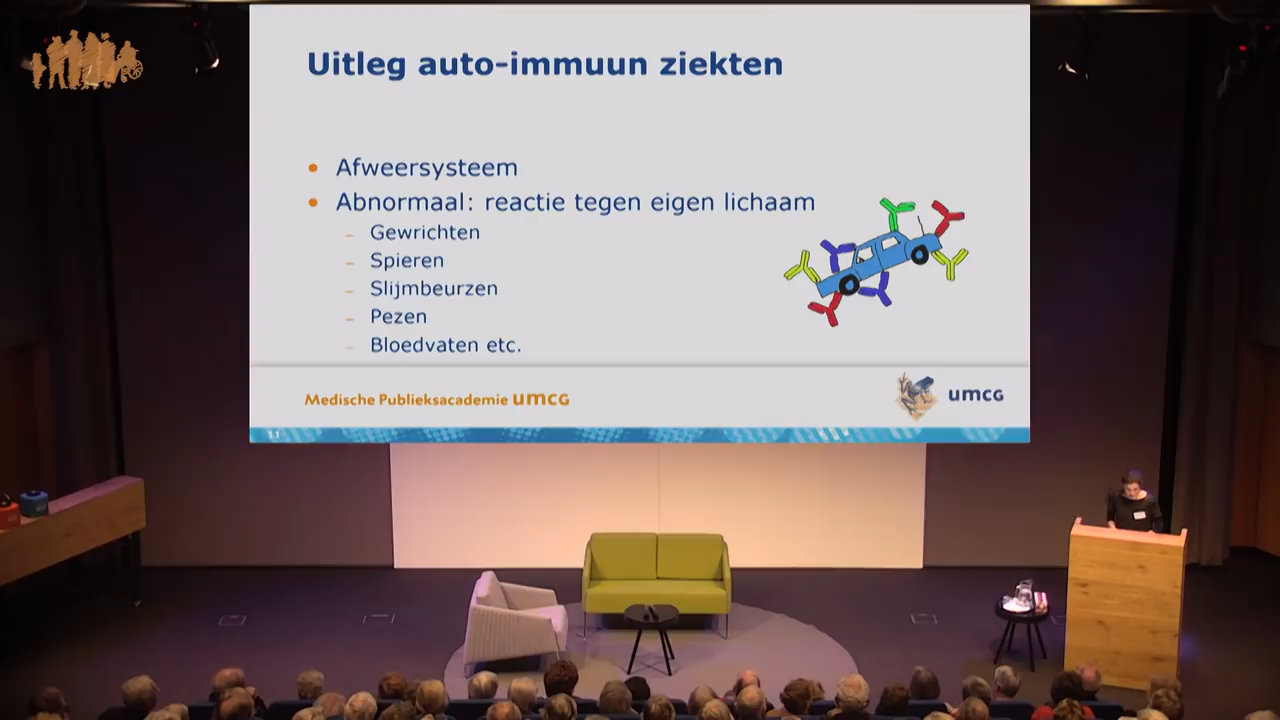 Uitleg auto-immuun ziekten
• Afweersysteem
• Abnormaal: reactie tegen eigen lichaam
– Gewrichten
– Spieren
– Slijmbeurzen
– Pezen
– Bloedvaten etc.
Medische Publieksacademie umcg
umcg
11